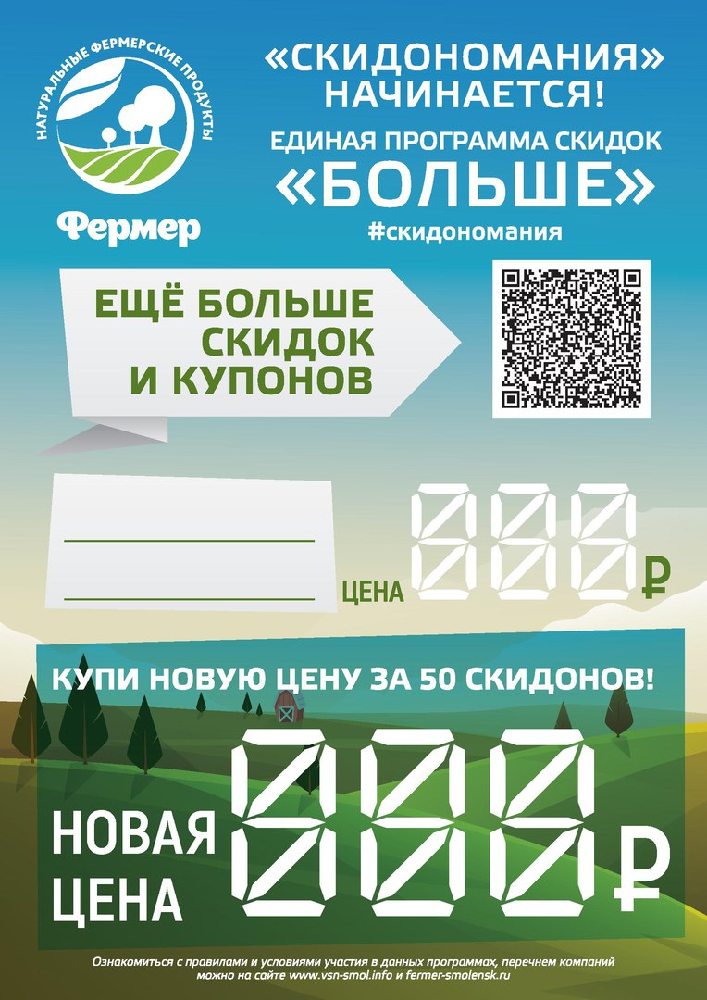 НАТУРАЛЬНЫЕ ФЕРМЕРСКИЕ ПРОДУКТЫ
Фермер
«СКИДОНОМАНИЯ»
НАЧИНАЕТСЯ!
ЕДИНАЯ ПРОГРАММА СКИДОК
«БОЛЬШЕ»
#скидономания
ЕЩЁ БОЛЬШЕ
СКИДОК
И КУПОНОВ
ЦЕНА 000 ₽
КУПИ НОВУЮ ЦЕНУ ЗА 50 СКИДОНОВ!
НОВАЯ
ЦЕНА
000 ₽
Ознакомиться с правилами и условиями участия в данных программах, перечнем компаний
можно на сайте www.vsn-smol.info и fermer-smolensk.ru